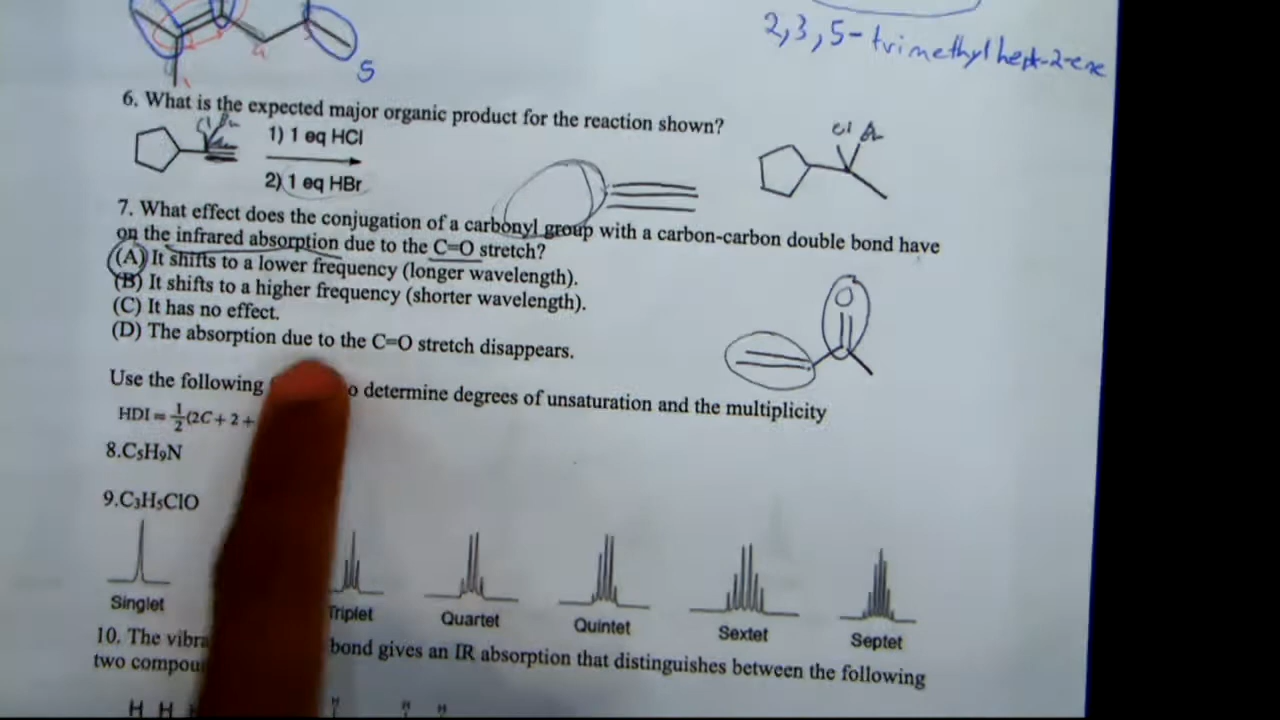 2,3,5-trimethylhept-2-ene
5
6. What is the expected major organic product for the reaction shown?
1) 1 eq HCl
2) 1 eq HBr
Cl Br
7. What effect does the conjugation of a carbonyl group with a carbon-carbon double bond have
on the infrared absorption due to the C=O stretch?
(A) It shifts to a lower frequency (longer wavelength).
(B) It shifts to a higher frequency (shorter wavelength).
(C) It has no effect.
(D) The absorption due to the C=O stretch disappears.
O
Use the following o determine degrees of unsaturation and the multiplicity
HDI = 1/2(2C + 2 +
8.C₅H₉N
9.C₃H₅ClO
Singlet Triplet Quartet Quintet Sextet Septet
10. The vibra bond gives an IR absorption that distinguishes between the following
two compou
H H H H H